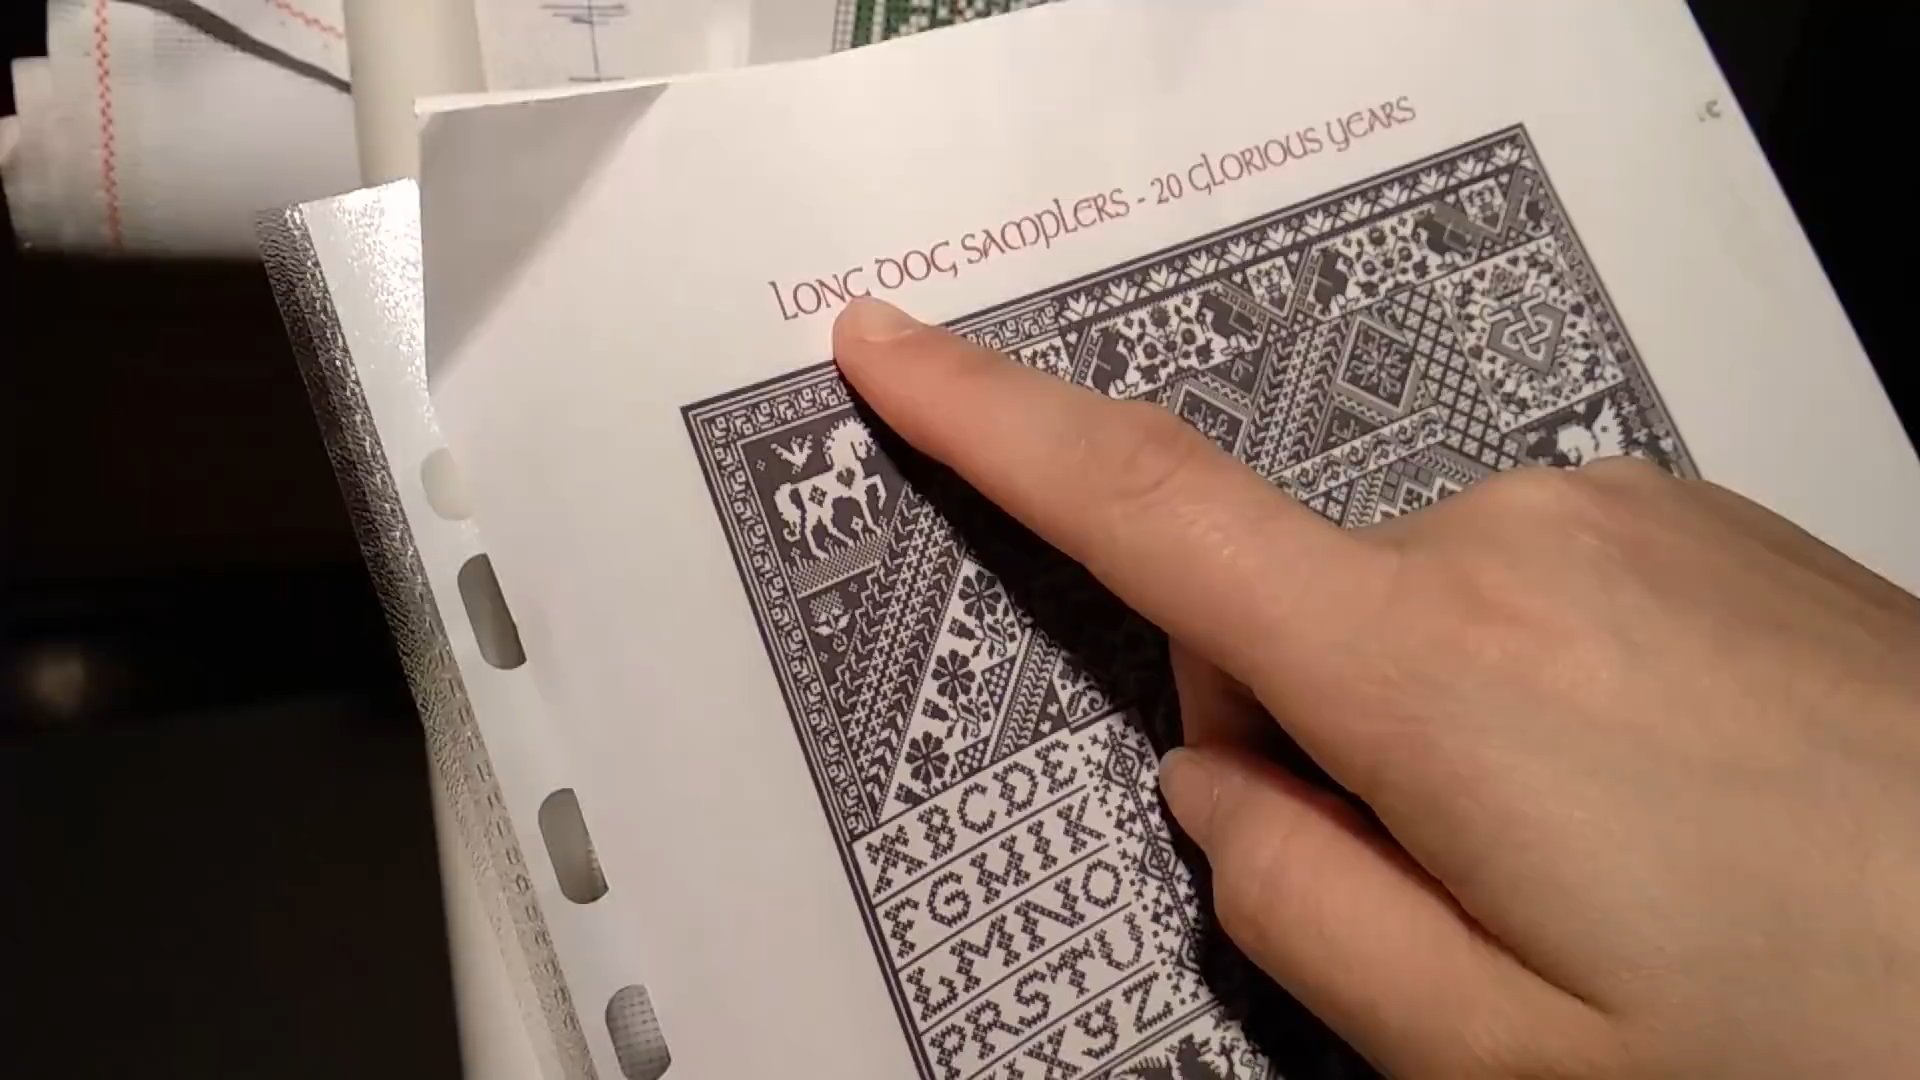 LONG DOG SAMPLERS - 20 GLORIOUS YEARS
ABCDE
FGHIK
LMNO
PRSTU
XYZ